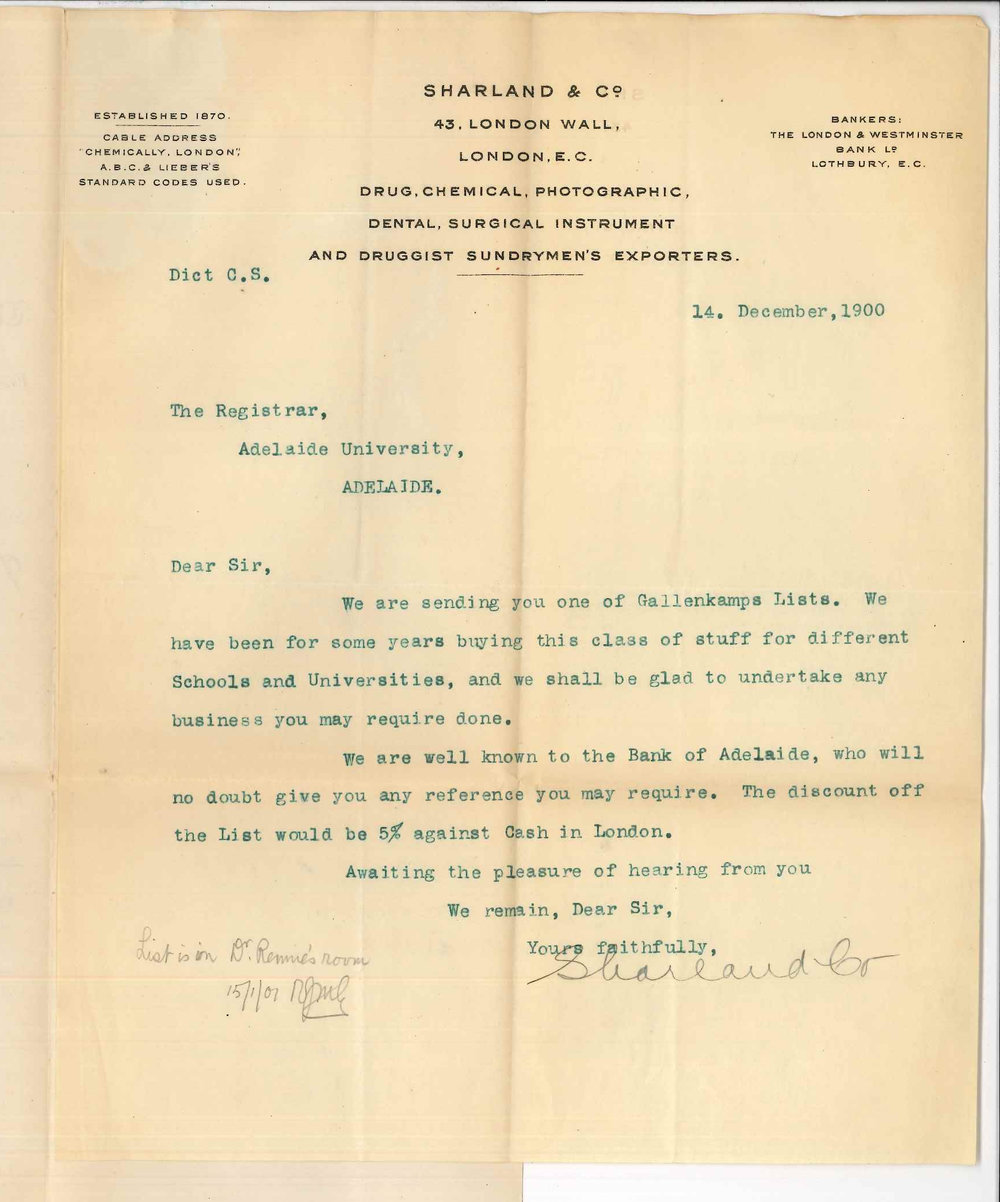 SHARLAND & Cº
43, LONDON WALL,
LONDON, E.C.
DRUG, CHEMICAL, PHOTOGRAPHIC,
DENTAL, SURGICAL INSTRUMENT
AND DRUGGIST SUNDRYMEN'S EXPORTERS.
ESTABLISHED 1870.
CABLE ADDRESS
"CHEMICALLY, LONDON",
A.B.C. & LIEBER'S
STANDARD CODES USED.
BANKERS:
THE LONDON & WESTMINSTER
BANK Lº
LOTHBURY, E.C.
Dict C.S.
14. December, 1900
The Registrar,
Adelaide University,
ADELAIDE.
Dear Sir,
We are sending you one of Gallenkamps Lists. We
have been for some years buying this class of stuff for different
Schools and Universities, and we shall be glad to undertake any
business you may require done.
We are well known to the Bank of Adelaide, who will
no doubt give you any reference you may require. The discount off
the List would be 5% against Cash in London.
Awaiting the pleasure of hearing from you
We remain, Dear Sir,
Yours faithfully,
Sharland & Co
List is in Dr. Rennie's room
15/1/01